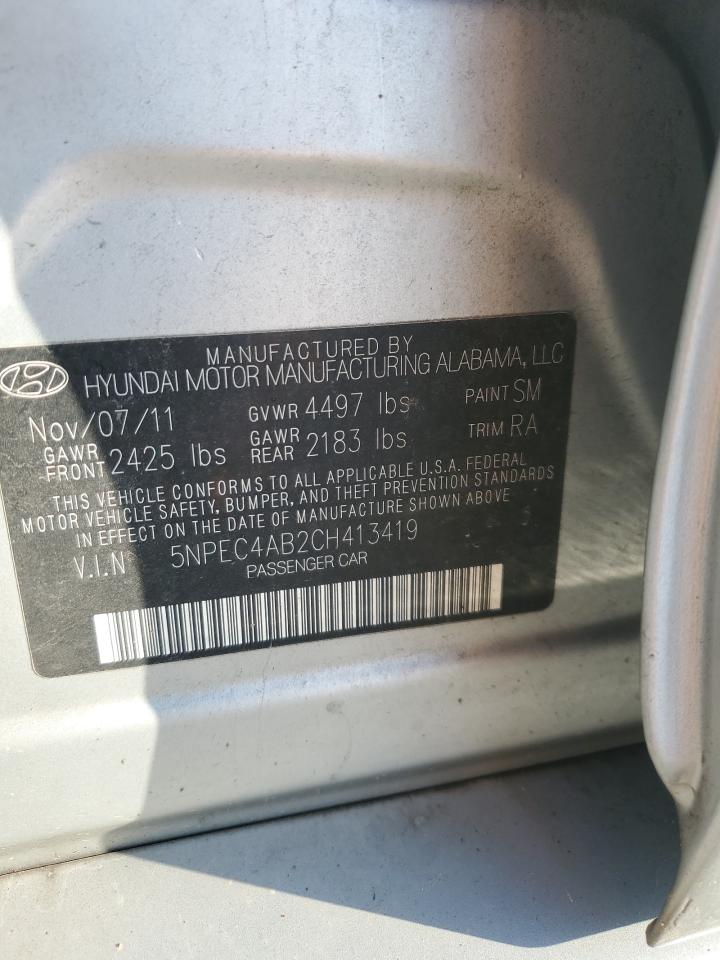 MANUFACTURED BY
HYUNDAI MOTOR MANUFACTURING ALABAMA, LLC
Nov/07/11 GVWR 4497 lbs PAINT SM
GAWR FRONT 2425 lbs GAWR REAR 2183 lbs TRIM RA
THIS VEHICLE CONFORMS TO ALL APPLICABLE U.S.A. FEDERAL
MOTOR VEHICLE SAFETY, BUMPER, AND THEFT PREVENTION STANDARDS
IN EFFECT ON THE DATE OF MANUFACTURE SHOWN ABOVE
V.I.N 5NPEC4AB2CH413419
PASSENGER CAR